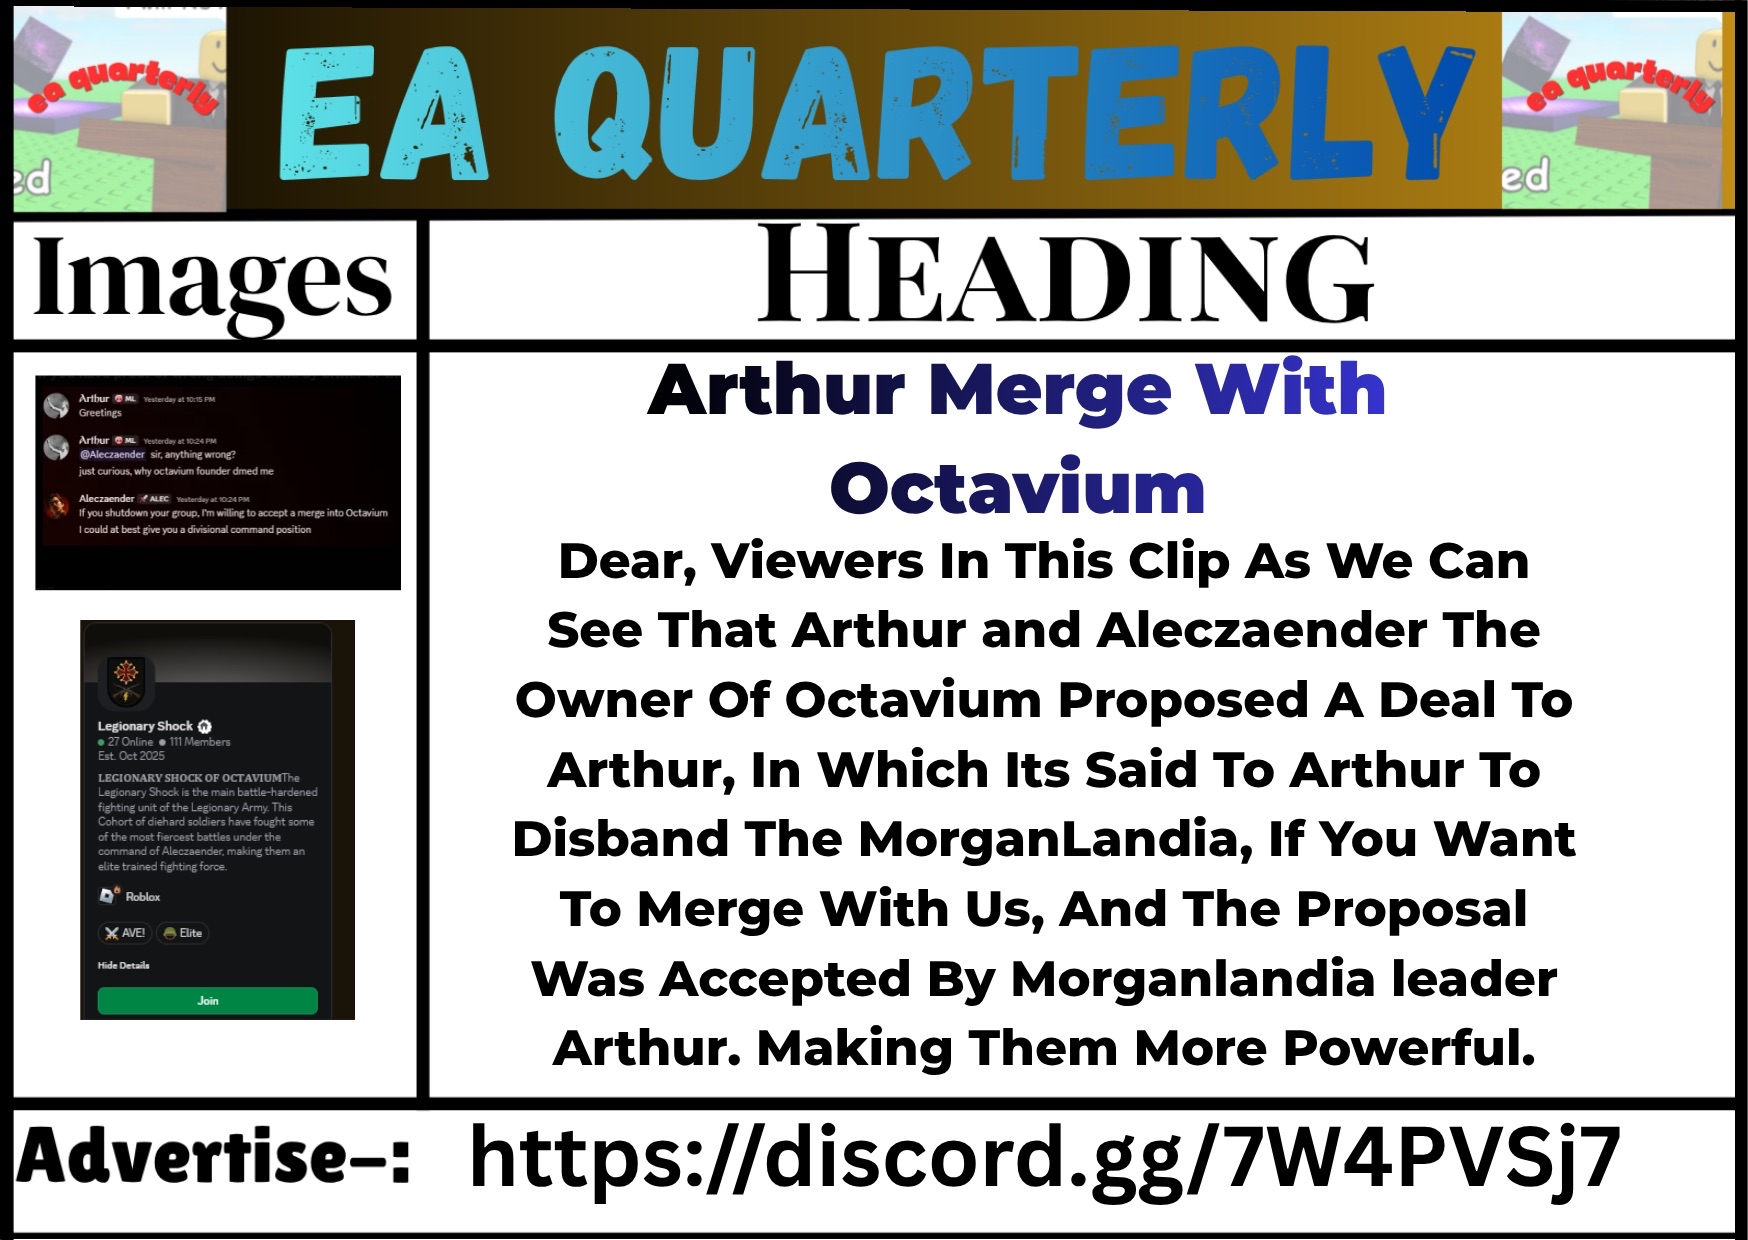 ea quarterly
ed
EA QUARTERLY
ea quarterly
ed
Images
HEADING
Arthur ML Yesterday at 10:15 PM
Greetings
Arthur ML Yesterday at 10:24 PM
@Aleczaender sir, anything wrong?
just curious, why octavium founder dmed me
Aleczaender ALEC Yesterday at 10:24 PM
If you shutdown your group, I'm willing to accept a merge into Octavium
I could at best give you a divisional command position
Legionary Shock
27 Online 111 Members
Est. Oct 2025
LEGIONARY SHOCK OF OCTAVIUMThe
Legionary Shock is the main battle-hardened
fighting unit of the Legionary Army. This
Cohort of diehard soldiers have fought some
of the most fiercest battles under the
command of Aleczaender, making them an
elite trained fighting force.
Roblox
AVE! Elite
Hide Details
Join
Arthur Merge With
Octavium
Dear, Viewers In This Clip As We Can
See That Arthur and Aleczaender The
Owner Of Octavium Proposed A Deal To
Arthur, In Which Its Said To Arthur To
Disband The MorganLandia, If You Want
To Merge With Us, And The Proposal
Was Accepted By Morganlandia leader
Arthur. Making Them More Powerful.
Advertise-: https://discord.gg/7W4PVSj7